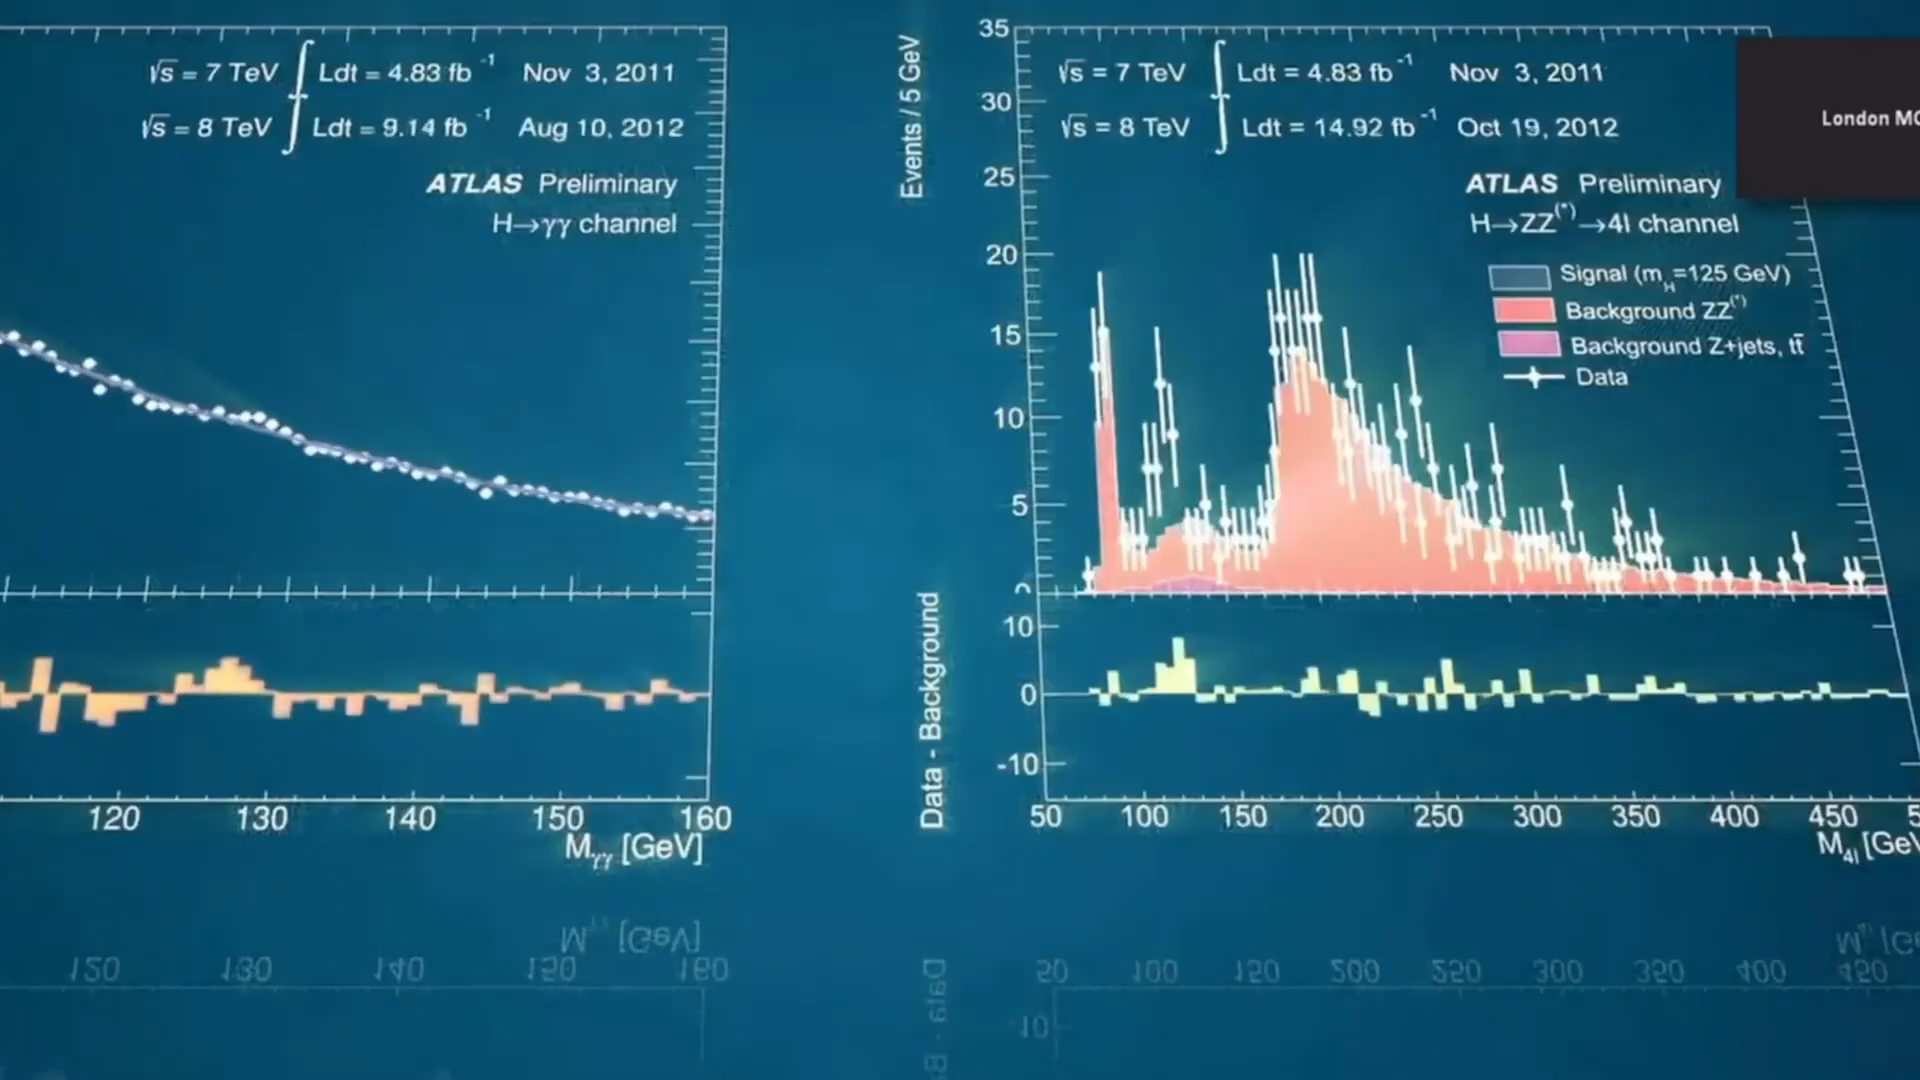 √s = 7 TeV ∫ Ldt = 4.83 fb⁻¹ Nov 3, 2011
√s = 8 TeV ∫ Ldt = 9.14 fb⁻¹ Aug 10, 2012
ATLAS Preliminary
H→γγ channel
120 130 140 150 160
Mγγ [GeV]
Events / 5 GeV
35
30
25
20
15
10
5
0
√s = 7 TeV ∫ Ldt = 4.83 fb⁻¹ Nov 3, 2011
√s = 8 TeV ∫ Ldt = 14.92 fb⁻¹ Oct 19, 2012
ATLAS Preliminary
H→ZZ(*)→4l channel
Signal (mH=125 GeV)
Background ZZ(*)
Background Z+jets, tt̄
Data
Data - Background
10
0
-10
50 100 150 200 250 300 350 400 450
M4l [GeV
London